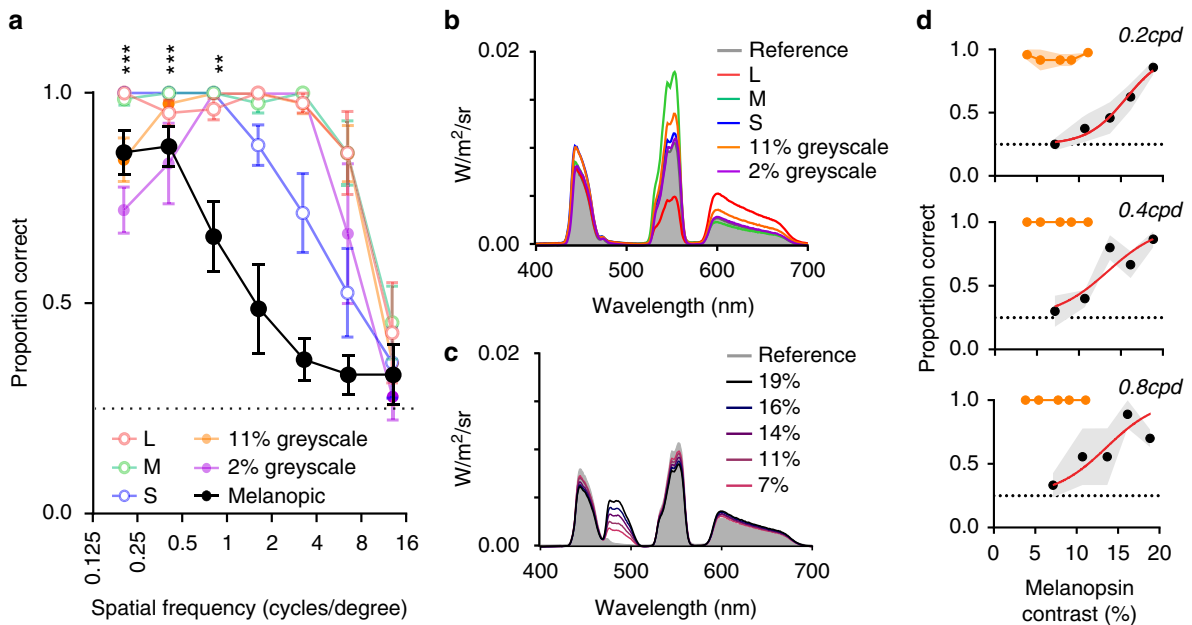 a
***
***
**
1.0
0.5
0.0
Proportion correct
L
M
S
11% greyscale
2% greyscale
Melanopic
0.125
0.25
0.5
1
2
4
8
16
Spatial frequency (cycles/degree)
b
0.02
0.00
W/m²/sr
Reference
L
M
S
11% greyscale
2% greyscale
400
500
600
700
Wavelength (nm)
c
0.02
0.00
W/m²/sr
Reference
19%
16%
14%
11%
7%
400
500
600
700
Wavelength (nm)
d
0.2cpd
1.0
0.5
0.0
0.4cpd
1.0
0.5
0.0
Proportion correct
0.8cpd
1.0
0.5
0.0
0
5
10
15
20
Melanopsin
contrast (%)